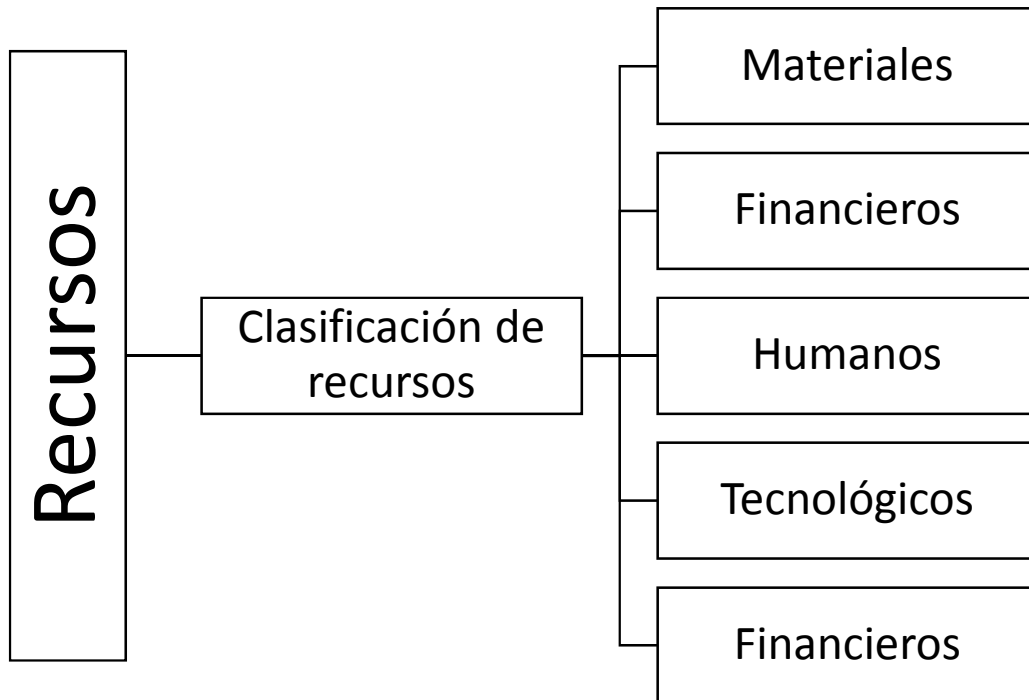 Recursos
Clasificación de
recursos
Materiales
Financieros
Humanos
Tecnológicos
Financieros